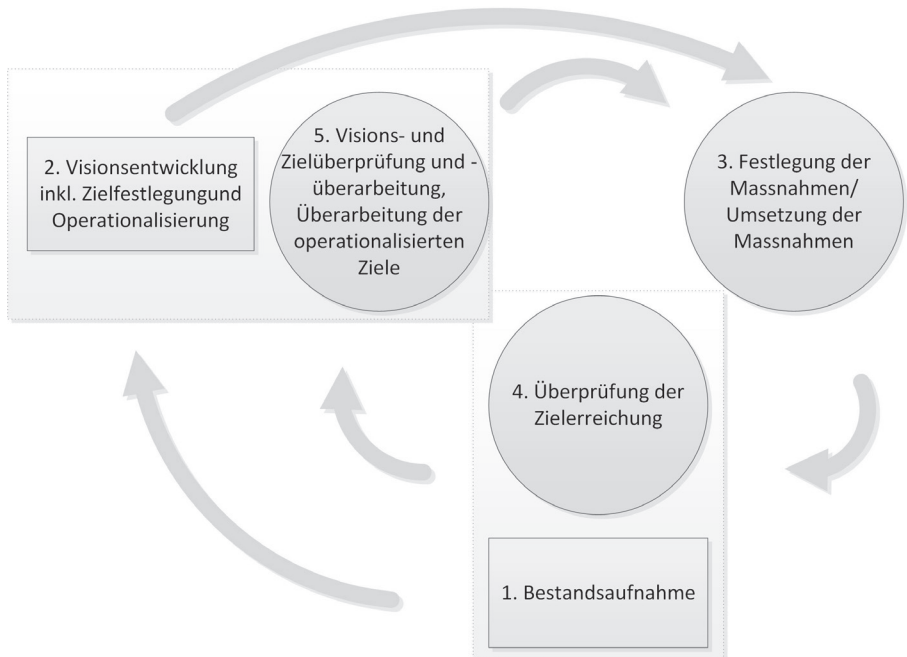 2. Visionsentwicklung
inkl. Zielfestlegungund
Operationalisierung
5. Visions- und
Zielüberprüfung und -
überarbeitung,
Überarbeitung der
operationalisierten
Ziele
3. Festlegung der
Massnahmen/
Umsetzung der
Massnahmen
4. Überprüfung der
Zielerreichung
1. Bestandsaufnahme